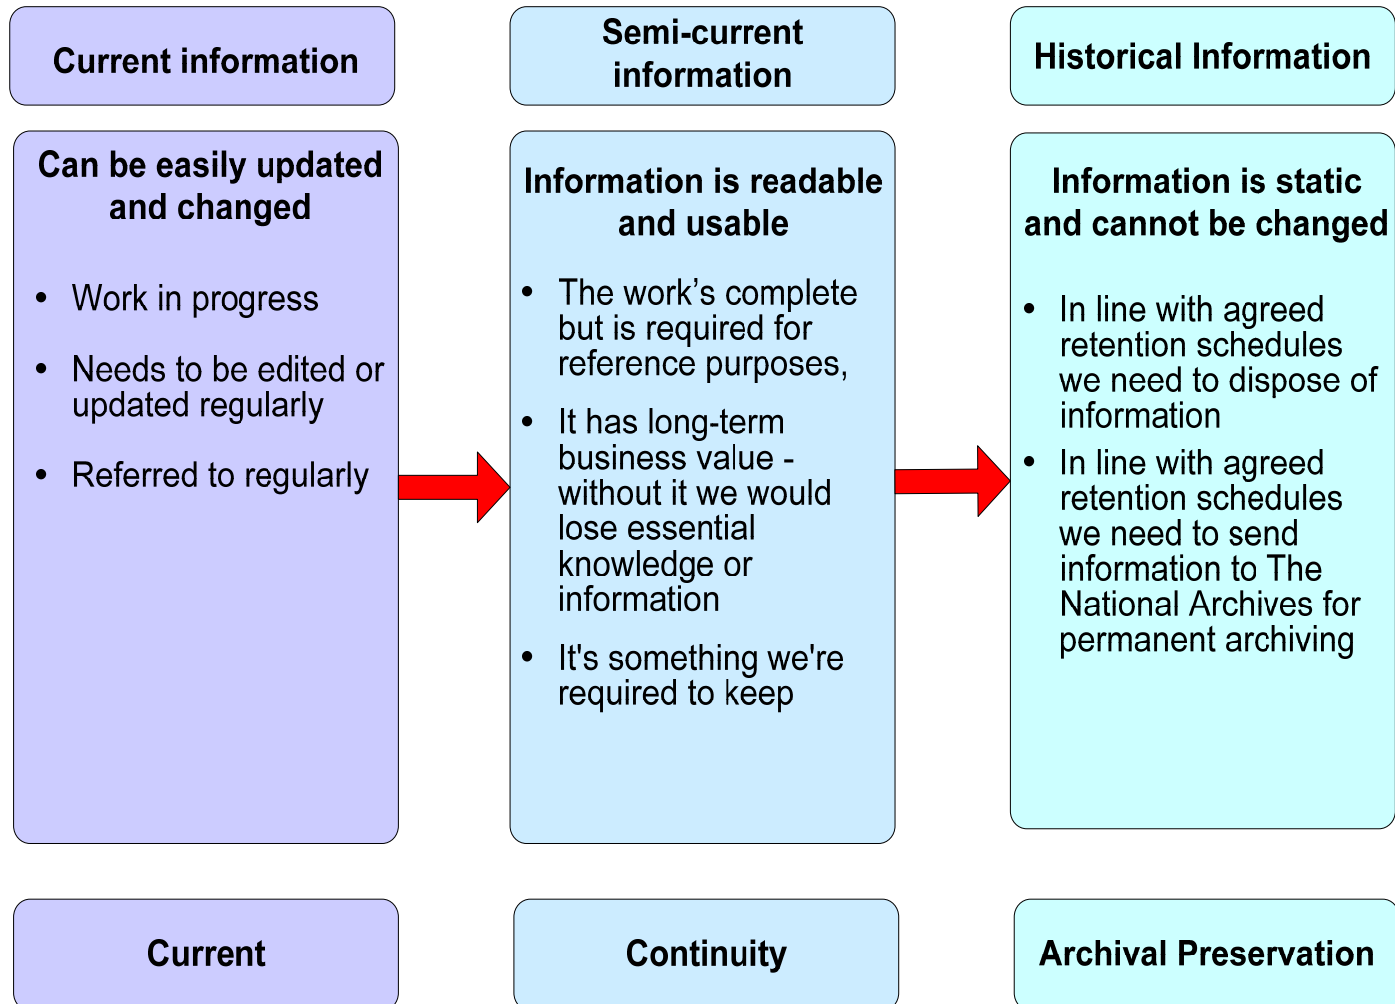 Current information
Semi-current
information
Historical Information
Can be easily updated
and changed
• Work in progress
• Needs to be edited or
updated regularly
• Referred to regularly
Information is readable
and usable
• The work’s complete
but is required for
reference purposes,
• It has long-term
business value -
without it we would
lose essential
knowledge or
information
• It's something we're
required to keep
Information is static
and cannot be changed
• In line with agreed
retention schedules
we need to dispose of
information
• In line with agreed
retention schedules
we need to send
information to The
National Archives for
permanent archiving
Current
Continuity
Archival Preservation